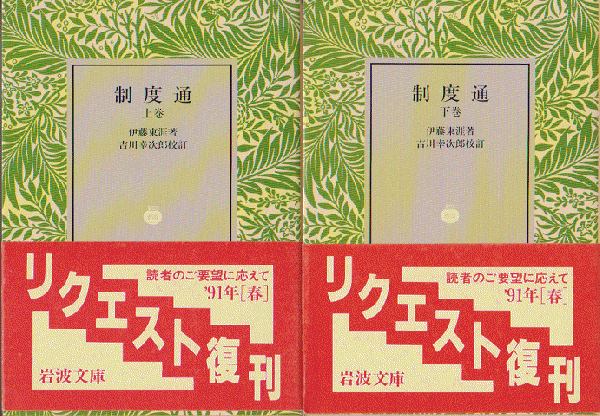 制度通
上巻
伊藤東涯著
吉川幸次郎校訂
読者のご要望に応えて
'91年[春]
リクエスト復刊
岩波文庫
制度通
下巻
伊藤東涯著
吉川幸次郎校訂
読者のご要望に応えて
'91年[春]
リクエスト復刊
岩波文庫